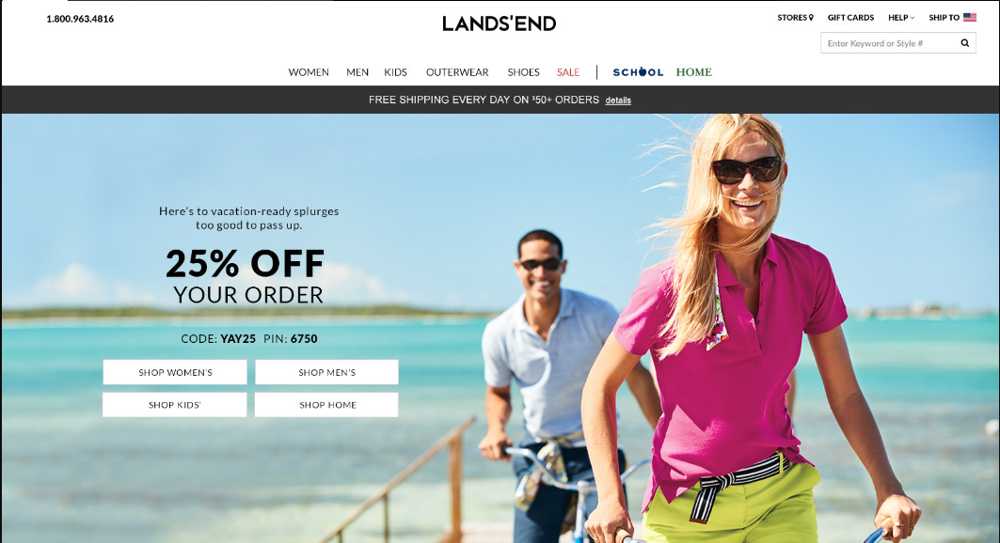 1.800.963.4816
LANDS'END
STORES GIFT CARDS HELP SHIP TO
Enter Keyword or Style #
WOMEN MEN KIDS OUTERWEAR SHOES SALE SCHOOL HOME
FREE SHIPPING EVERY DAY ON $50+ ORDERS details
Here's to vacation-ready splurges
too good to pass up.
25% OFF
YOUR ORDER
CODE: YAY25 PIN: 6750
SHOP WOMEN'S SHOP MEN'S
SHOP KIDS' SHOP HOME